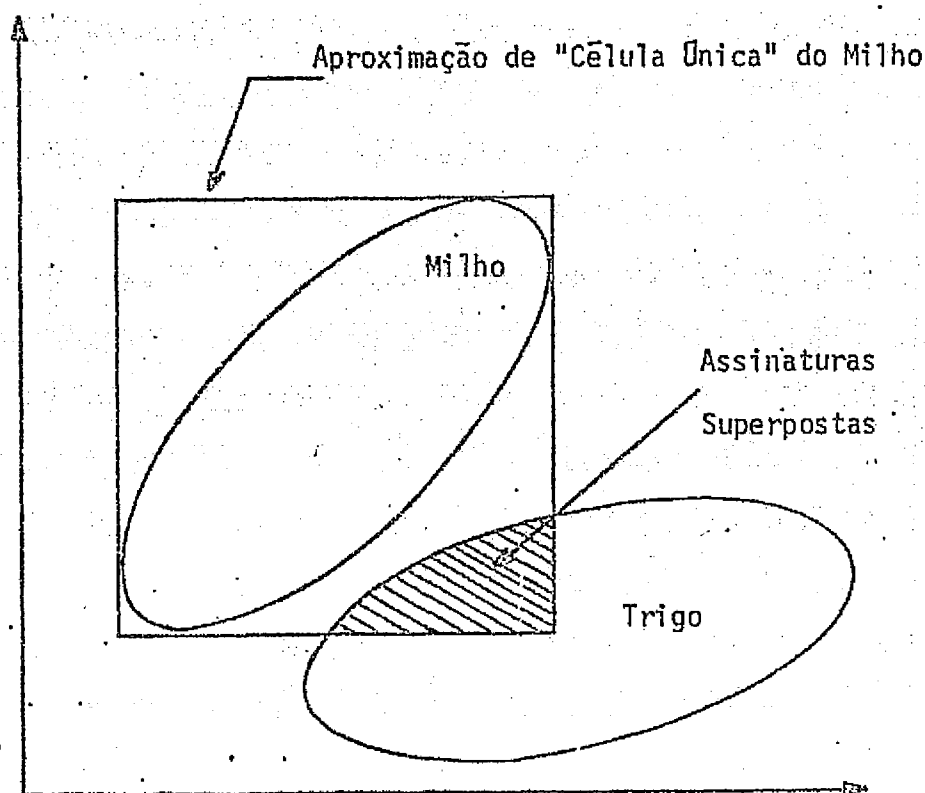 Aproximação de "Célula Única" do Milho
Milho
Assinaturas
Superpostas
Trigo